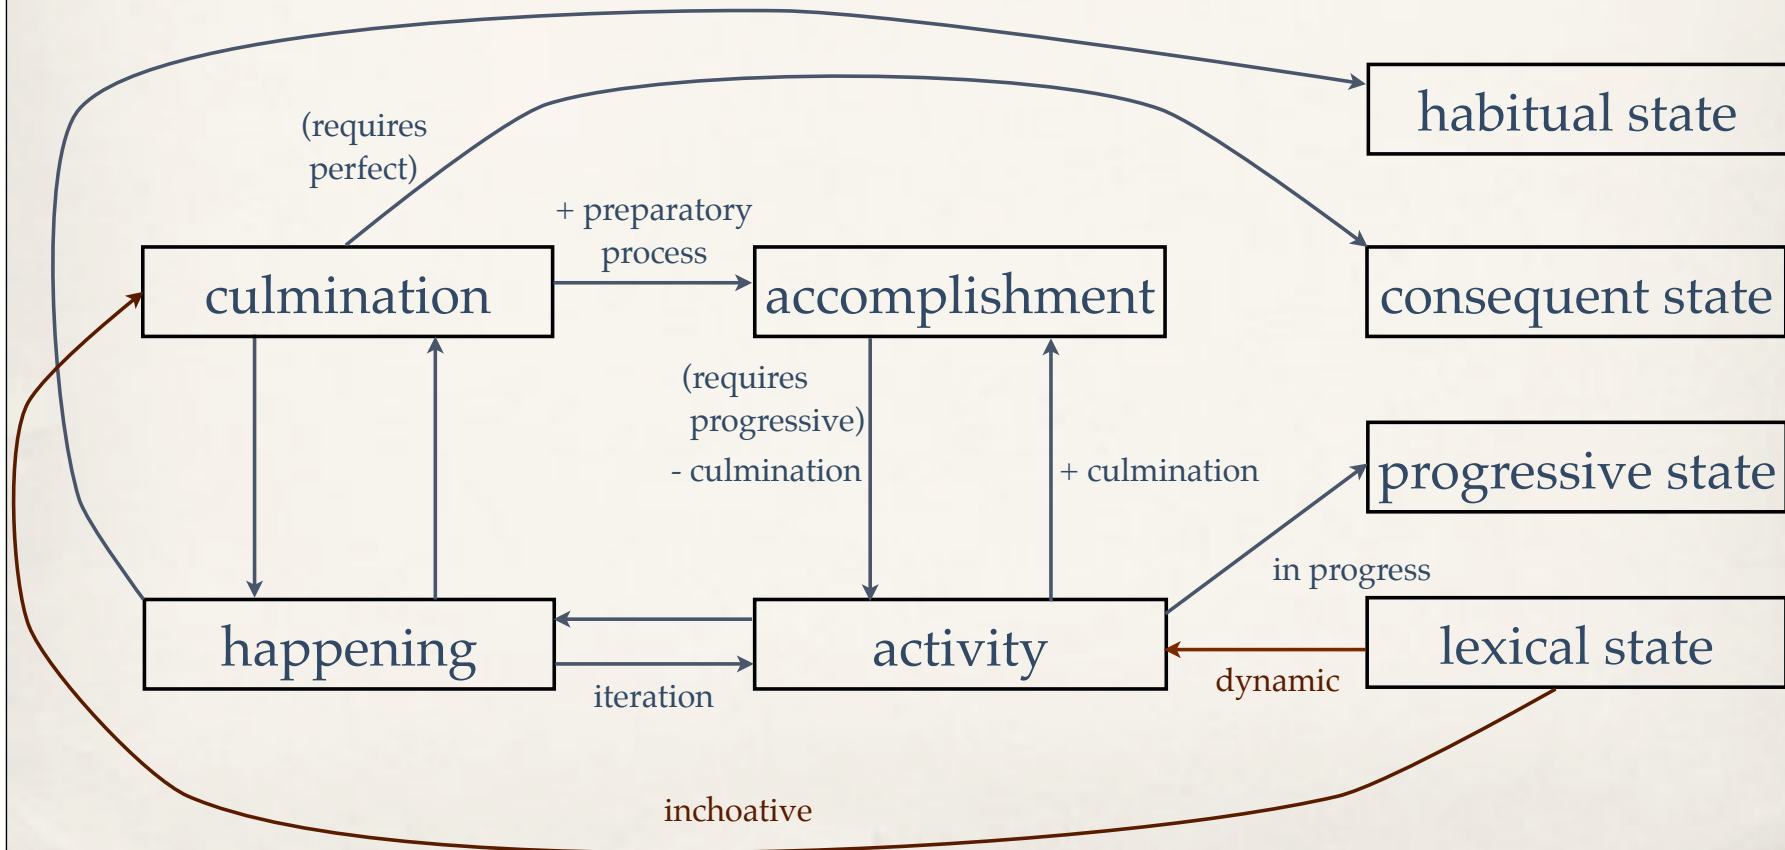 habitual state
(requires
perfect)
+ preparatory
process
culmination
accomplishment
consequent state
(requires
progressive)
- culmination
+ culmination
progressive state
in progress
happening
activity
lexical state
iteration
dynamic
inchoative